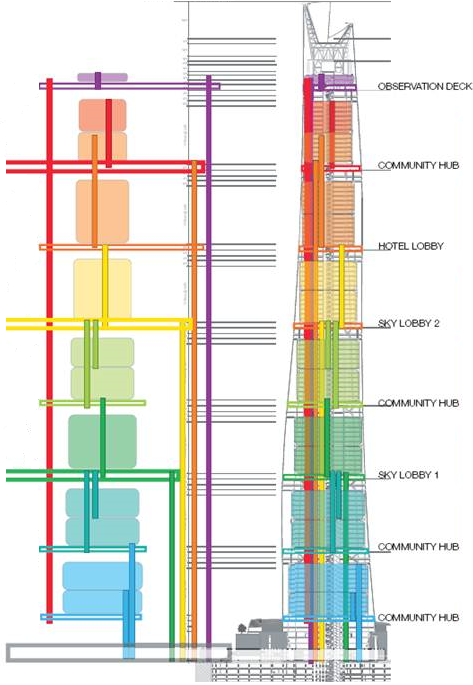 OBSERVATION DECK
COMMUNITY HUB
HOTEL LOBBY
SKY LOBBY 2
COMMUNITY HUB
SKY LOBBY 1
COMMUNITY HUB
COMMUNITY HUB